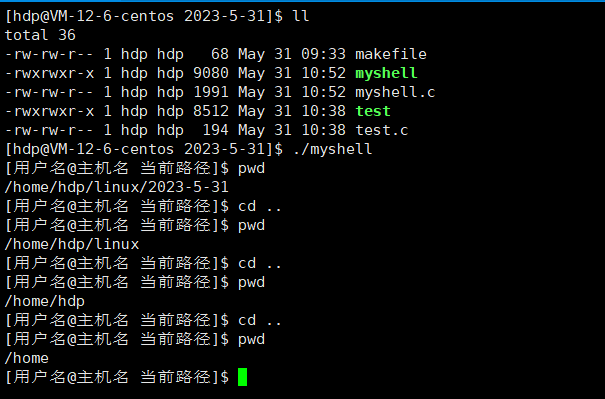 [hdp@VM-12-6-centos 2023-5-31]$ ll
total 36
-rw-rw-r-- 1 hdp hdp   68 May 31 09:33 makefile
-rwxrwxr-x 1 hdp hdp 9080 May 31 10:52 myshell
-rw-rw-r-- 1 hdp hdp 1991 May 31 10:52 myshell.c
-rwxrwxr-x 1 hdp hdp 8512 May 31 10:38 test
-rw-rw-r-- 1 hdp hdp  194 May 31 10:38 test.c
[hdp@VM-12-6-centos 2023-5-31]$ ./myshell
[用户名@主机名 当前路径]$ pwd
/home/hdp/linux/2023-5-31
[用户名@主机名 当前路径]$ cd ..
[用户名@主机名 当前路径]$ pwd
/home/hdp/linux
[用户名@主机名 当前路径]$ cd ..
[用户名@主机名 当前路径]$ pwd
/home/hdp
[用户名@主机名 当前路径]$ cd ..
[用户名@主机名 当前路径]$ pwd
/home
[用户名@主机名 当前路径]$